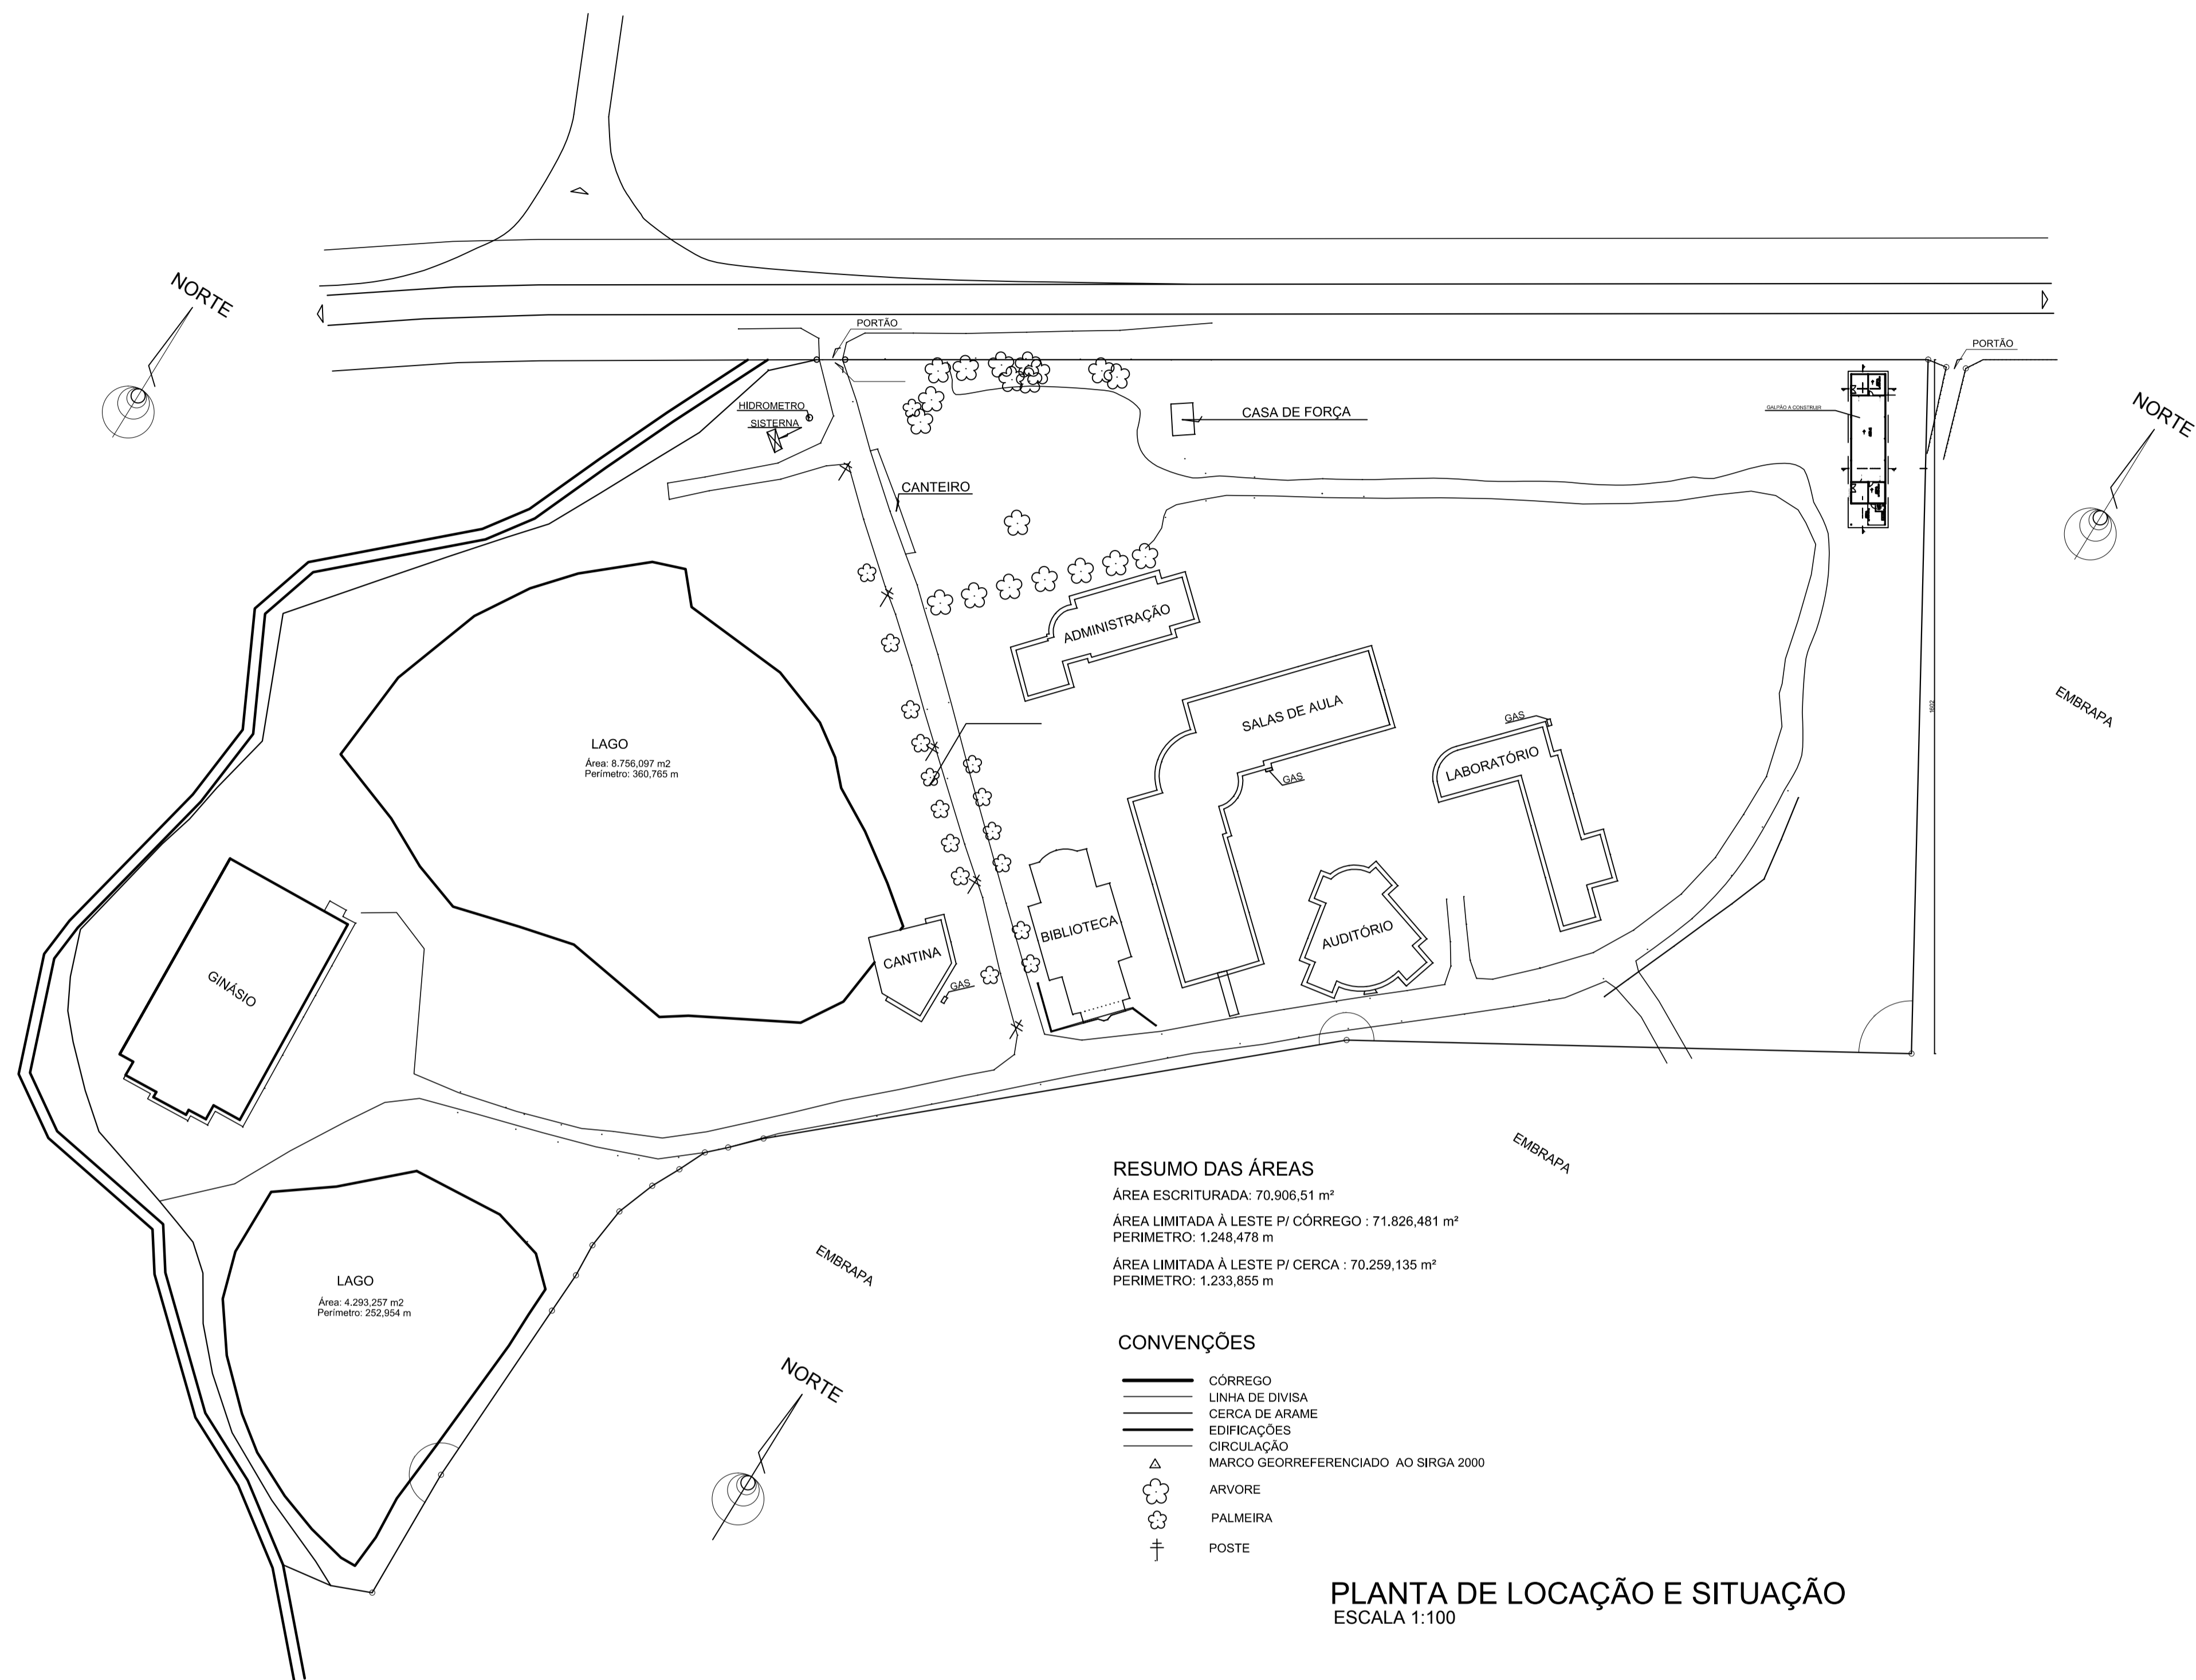 NORTE
PORTÃO
PORTÃO
HIDROMETRO
SISTERNA
CASA DE FORÇA
GALPÃO A CONSTRUIR
NORTE
CANTEIRO
ADMINISTRAÇÃO
SALAS DE AULA
EMBRAPA
1602
GAS
LAGO
Área: 8.756,097 m2
Perímetro: 360,765 m
LABORATÓRIO
GAS
BIBLIOTECA
AUDITÓRIO
CANTINA
GAS
GINÁSIO
EMBRAPA
EMBRAPA
LAGO
Área: 4.293,257 m2
Perímetro: 252,954 m
NORTE
RESUMO DAS ÁREAS
ÁREA ESCRITURADA: 70.906,51 m²
ÁREA LIMITADA À LESTE P/ CÓRREGO : 71.826,481 m²
PERIMETRO: 1.248,478 m
ÁREA LIMITADA À LESTE P/ CERCA : 70.259,135 m²
PERIMETRO: 1.233,855 m
CONVENÇÕES
CÓRREGO
LINHA DE DIVISA
CERCA DE ARAME
EDIFICAÇÕES
CIRCULAÇÃO
MARCO GEORREFERENCIADO AO SIRGA 2000
ARVORE
PALMEIRA
POSTE
PLANTA DE LOCAÇÃO E SITUAÇÃO
ESCALA 1:100